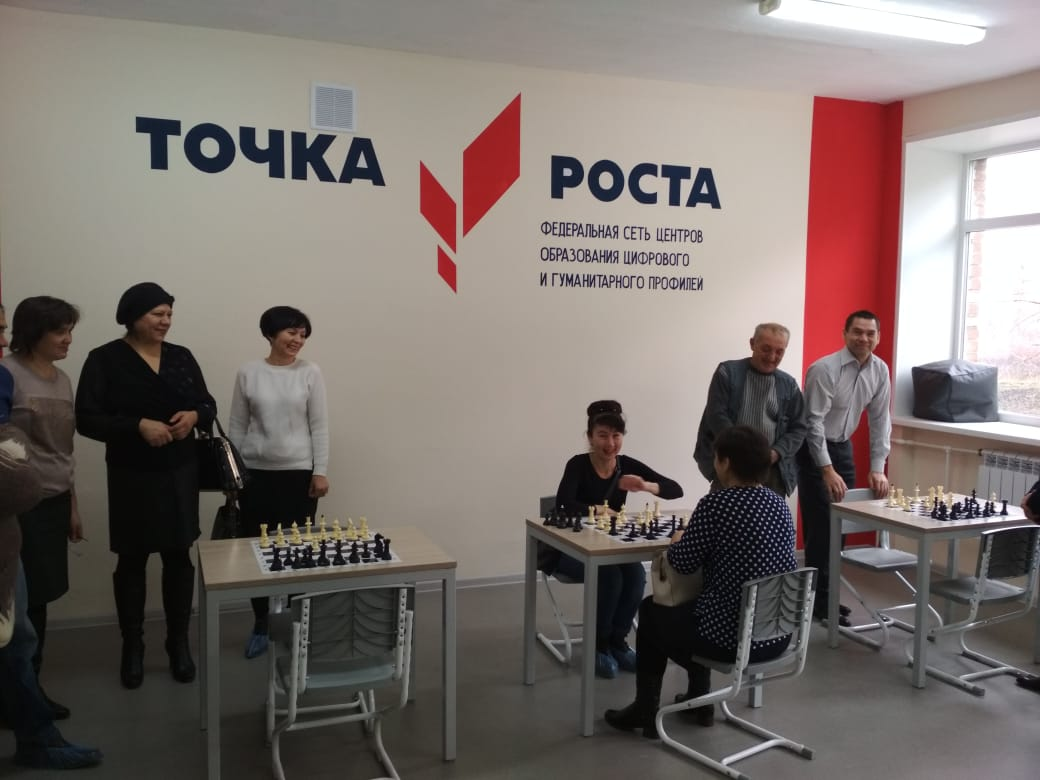 ТОЧКА РОСТА
ФЕДЕРАЛЬНАЯ СЕТЬ ЦЕНТРОВ
ОБРАЗОВАНИЯ ЦИФРОВОГО
И ГУМАНИТАРНОГО ПРОФИЛЕЙ